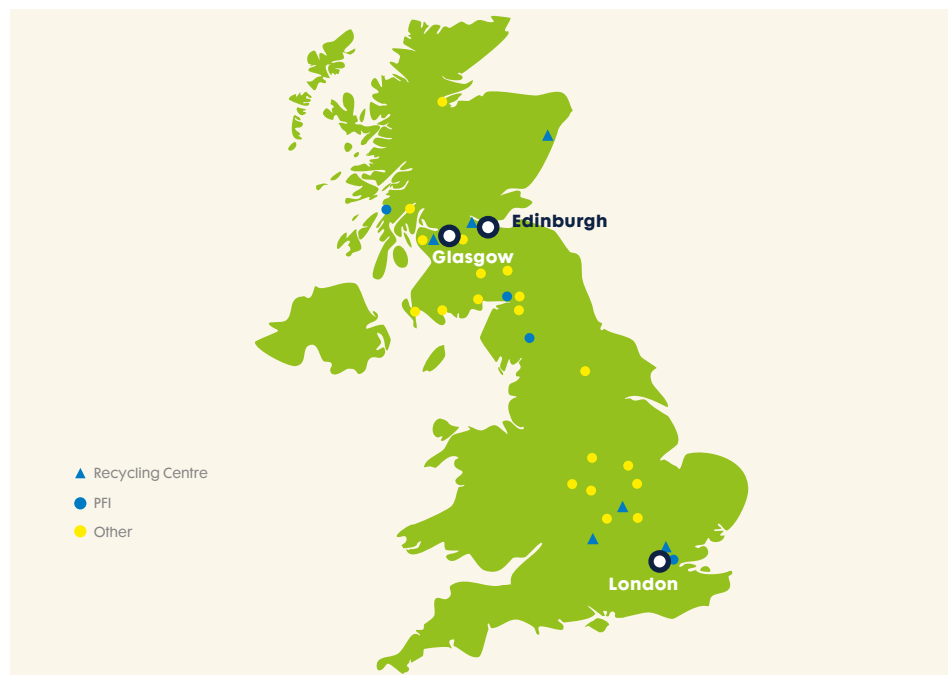 Edinburgh
Glasgow
Recycling Centre
PFI
Other
London